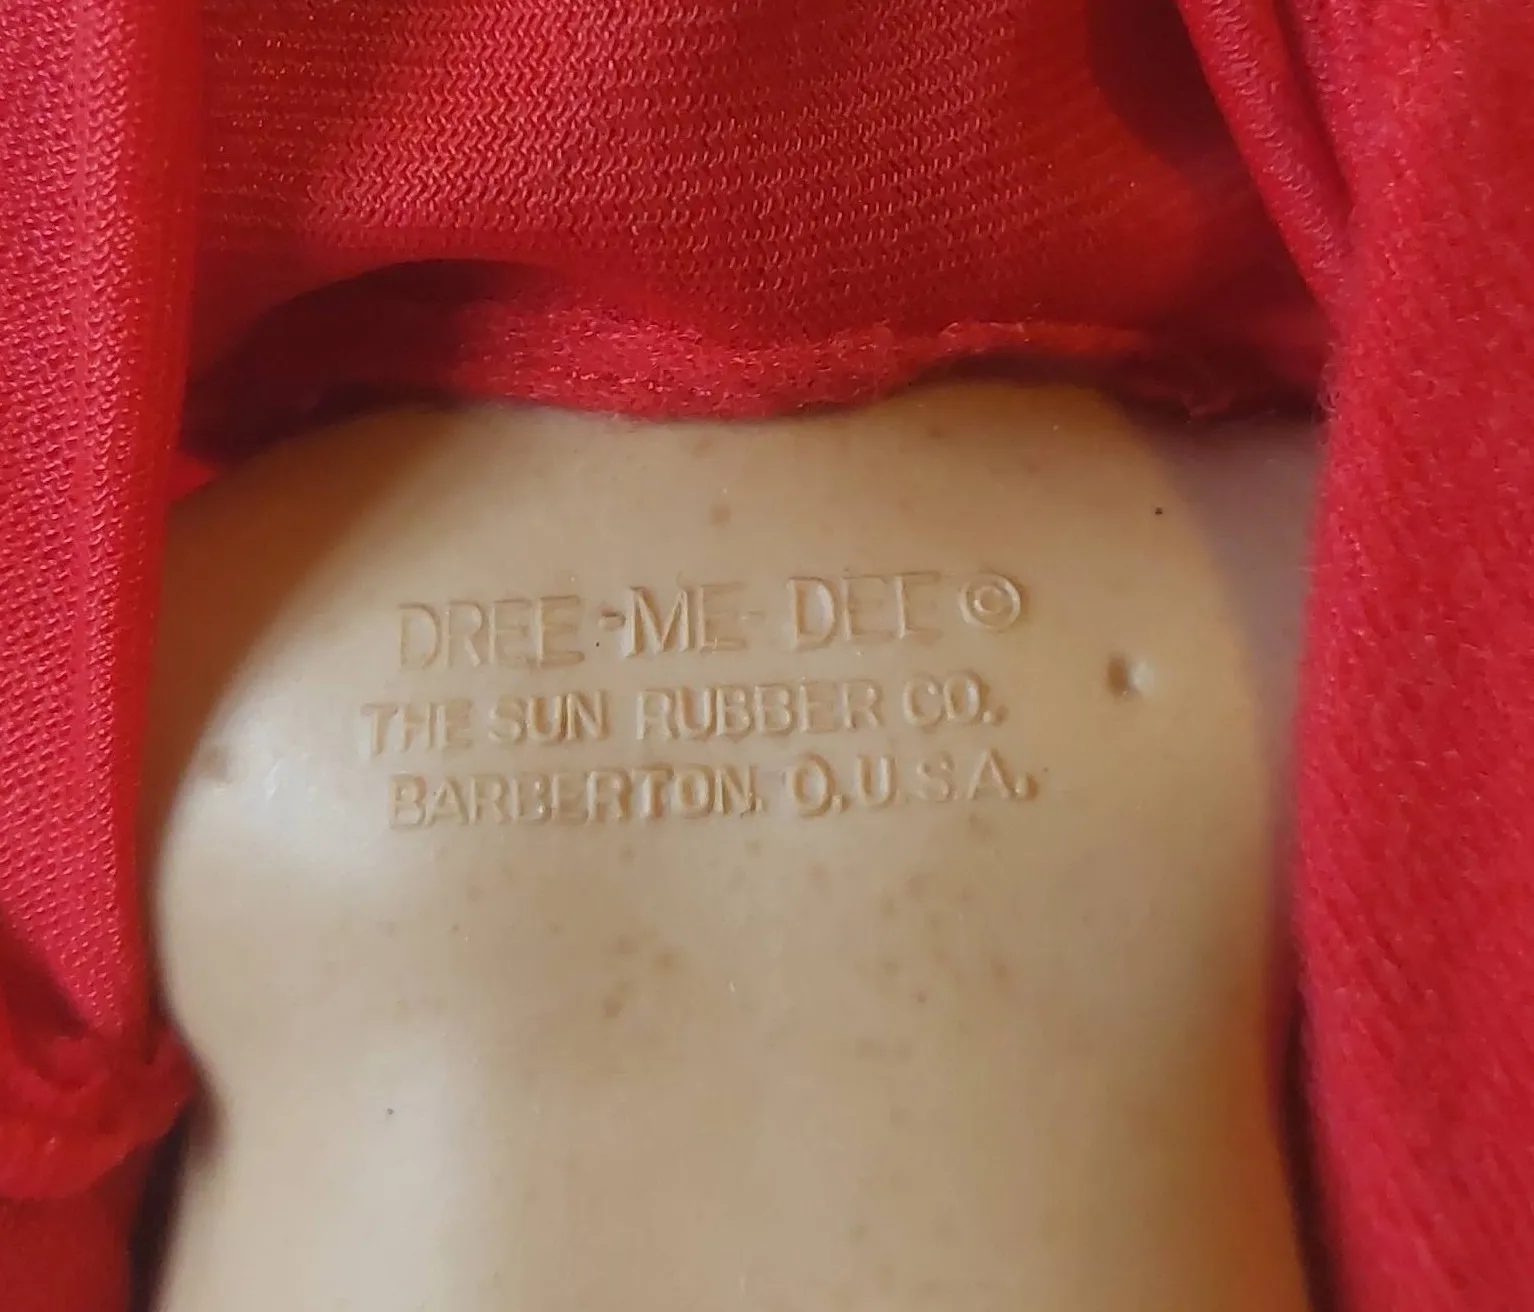 DREE-ME-DEE ©
THE SUN RUBBER CO.
BARBERTON. O. U.S.A.